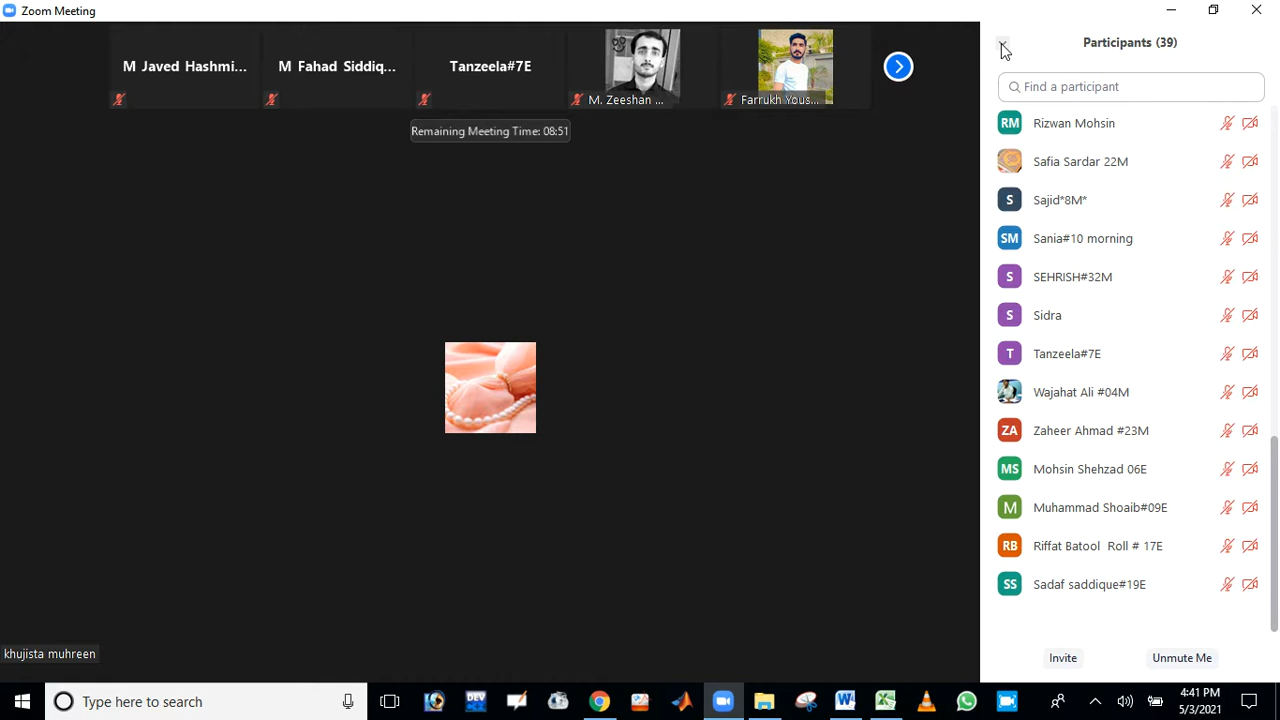 Zoom Meeting
M Javed Hashmi...
M Fahad Siddiq...
Tanzeela#7E
M. Zeeshan ...
Farrukh Yous...
Remaining Meeting Time: 08:51
khujista muhreen
Participants (39)
Find a participant
RM Rizwan Mohsin
Safia Sardar 22M
S Sajid*8M*
SM Sania#10 morning
S SEHRISH#32M
S Sidra
T Tanzeela#7E
Wajahat Ali #04M
ZA Zaheer Ahmad #23M
MS Mohsin Shehzad 06E
M Muhammad Shoaib#09E
RB Riffat Batool Roll # 17E
SS Sadaf saddique#19E
Invite
Unmute Me
Type here to search
DEV
4:41 PM
5/3/2021